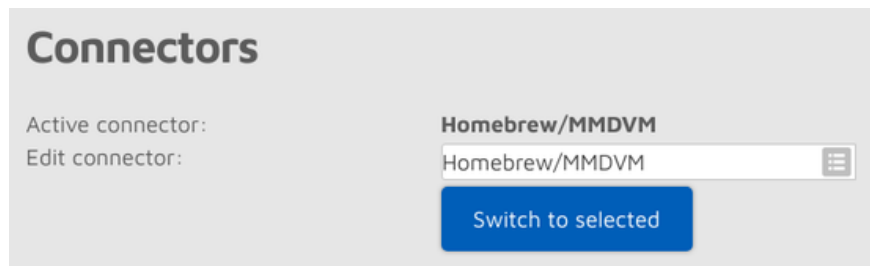 Connectors
Active connector: Homebrew/MMDVM
Edit connector: Homebrew/MMDVM
Switch to selected